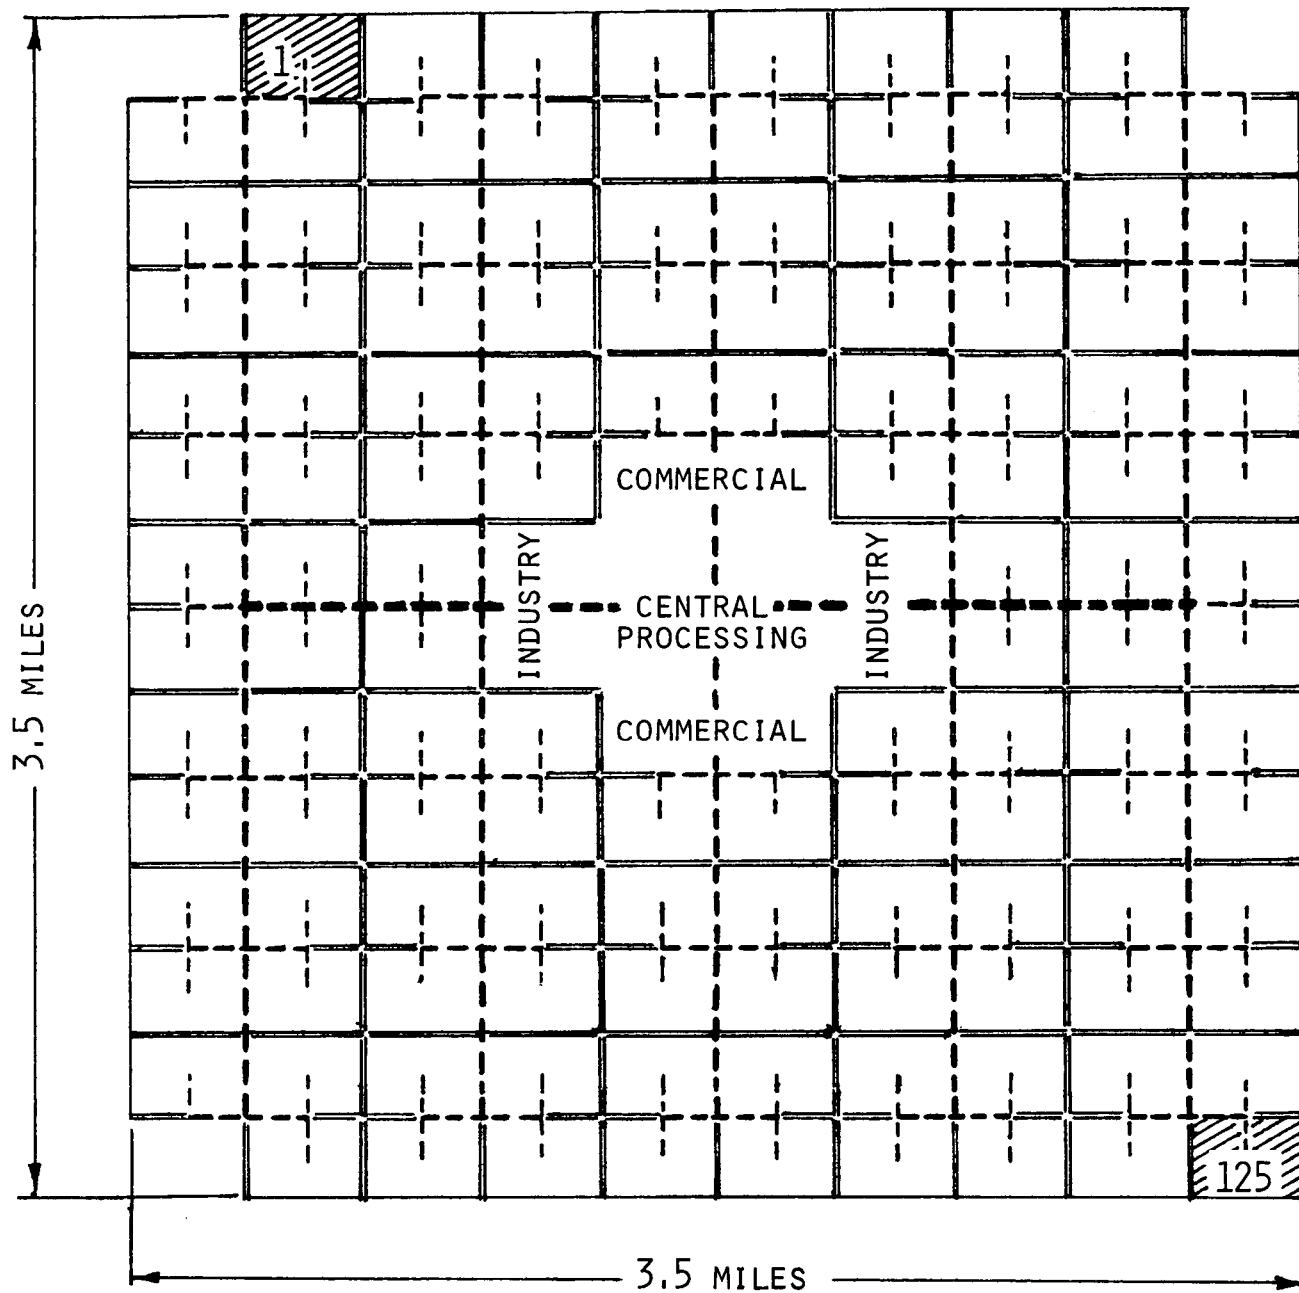 1
COMMERCIAL
INDUSTRY
INDUSTRY
CENTRAL
PROCESSING
3.5 MILES
COMMERCIAL
125
3.5 MILES